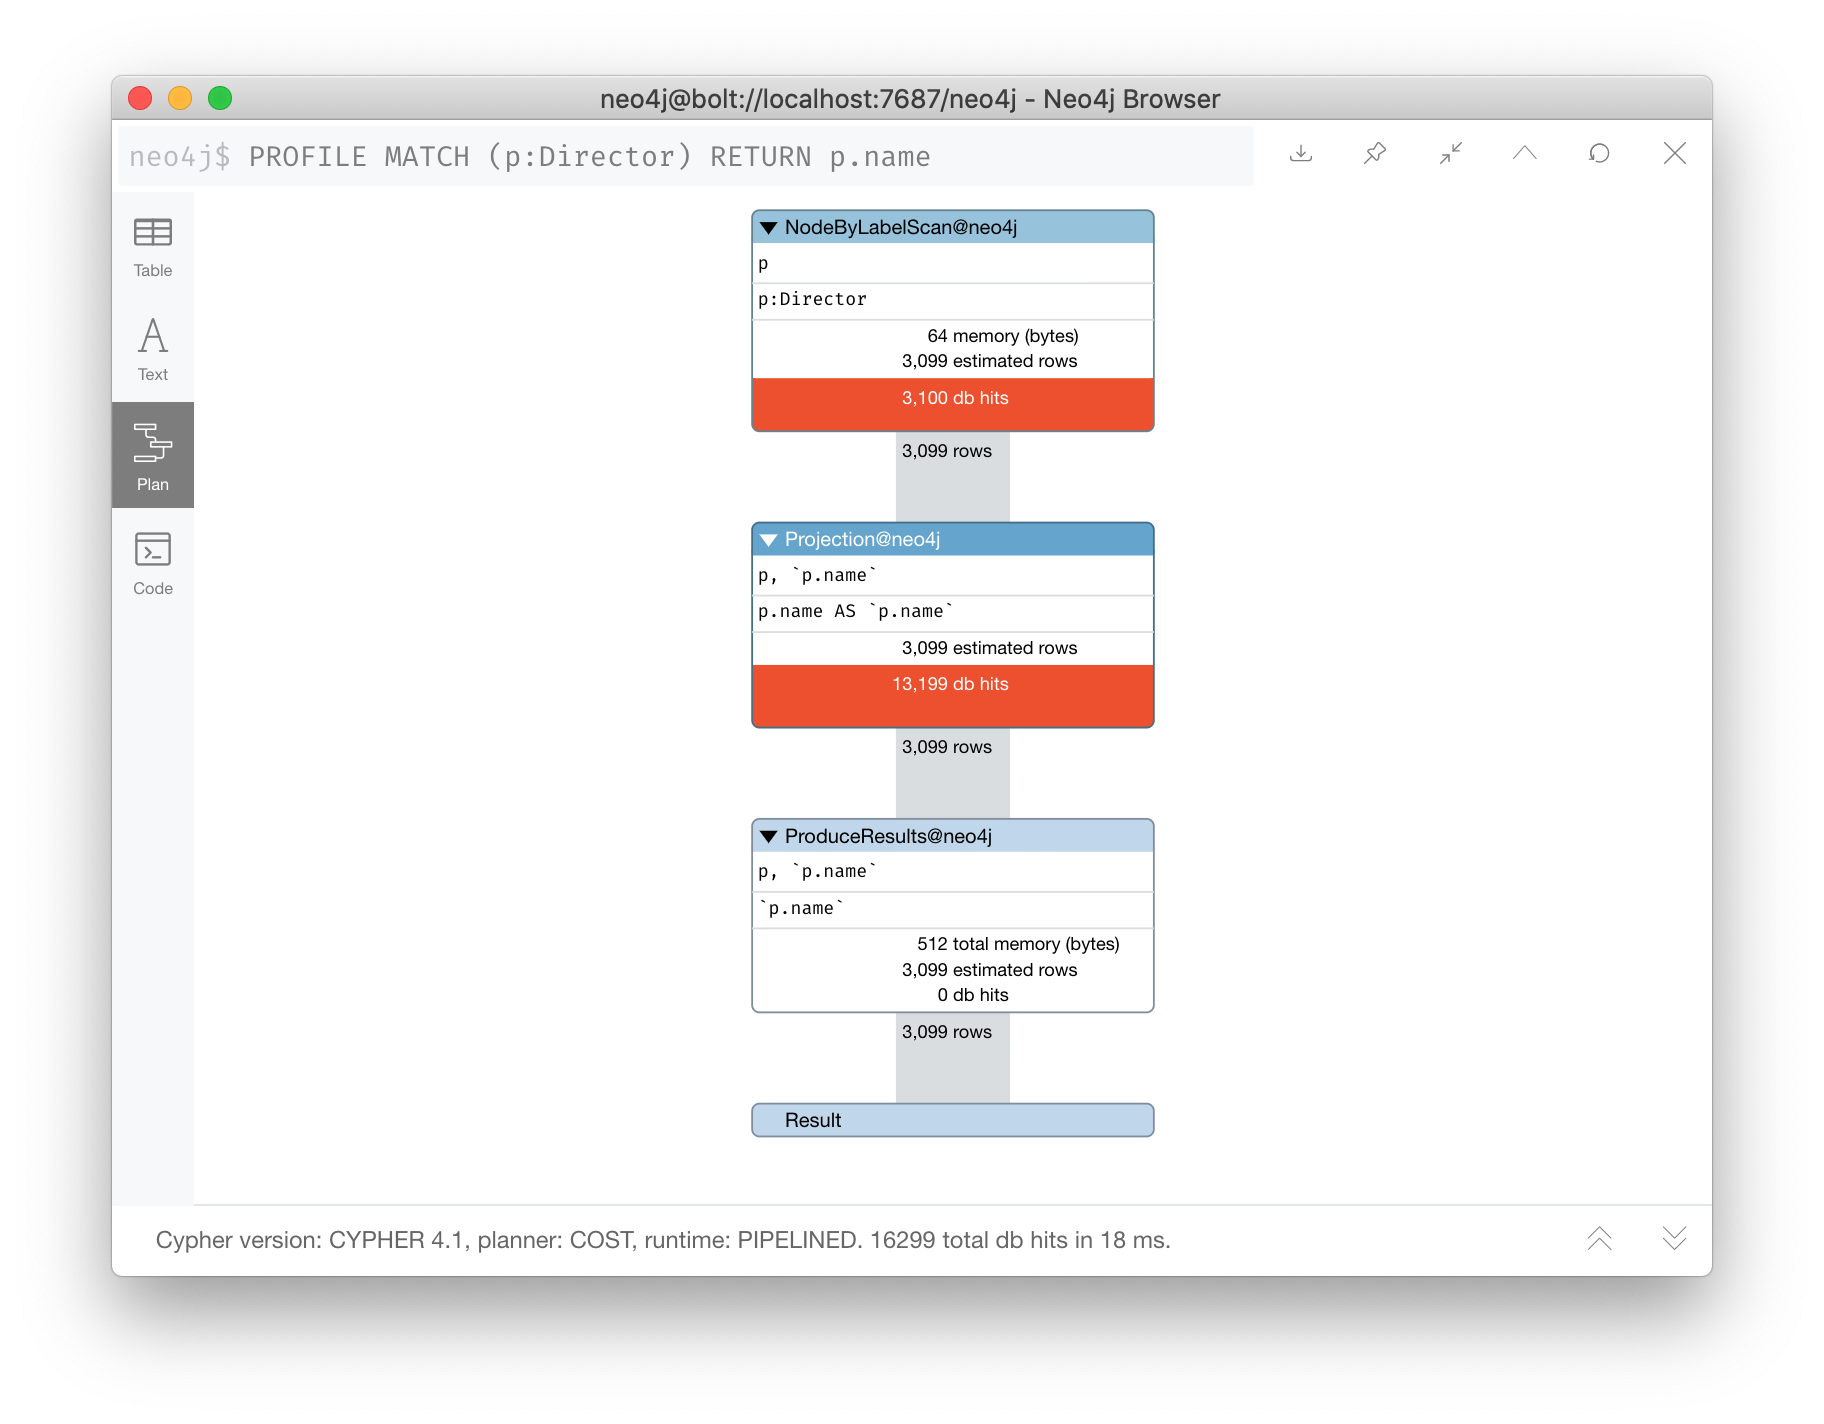 neo4j@bolt://localhost:7687/neo4j - Neo4j Browser
neo4j$ PROFILE MATCH (p:Director) RETURN p.name
Table
Text
Plan
Code
NodeByLabelScan@neo4j
p
p:Director
64 memory (bytes)
3,099 estimated rows
3,100 db hits
3,099 rows
Projection@neo4j
p, `p.name`
p.name AS `p.name`
3,099 estimated rows
13,199 db hits
3,099 rows
ProduceResults@neo4j
p, `p.name`
`p.name`
512 total memory (bytes)
3,099 estimated rows
0 db hits
3,099 rows
Result
Cypher version: CYPHER 4.1, planner: COST, runtime: PIPELINED. 16299 total db hits in 18 ms.